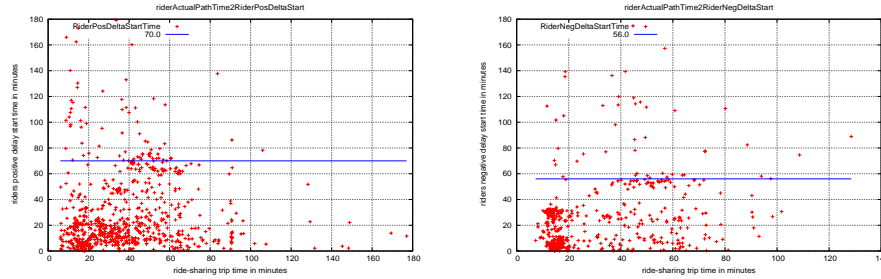 riderActualPathTime2RiderPosDeltaStart
riders positive delay start time in minutes
180
160
140
120
100
80
60
40
20
0
RiderPosDeltaStartTime
70.0
0 20 40 60 80 100 120 140 160 180
ride-sharing trip time in minutes
riderActualPathTime2RiderNegDeltaStart
riders negative delay start time in minutes
180
160
140
120
100
80
60
40
20
0
RiderNegDeltaStartTime
56.0
0 20 40 60 80 100 120 140
ride-sharing trip time in minutes